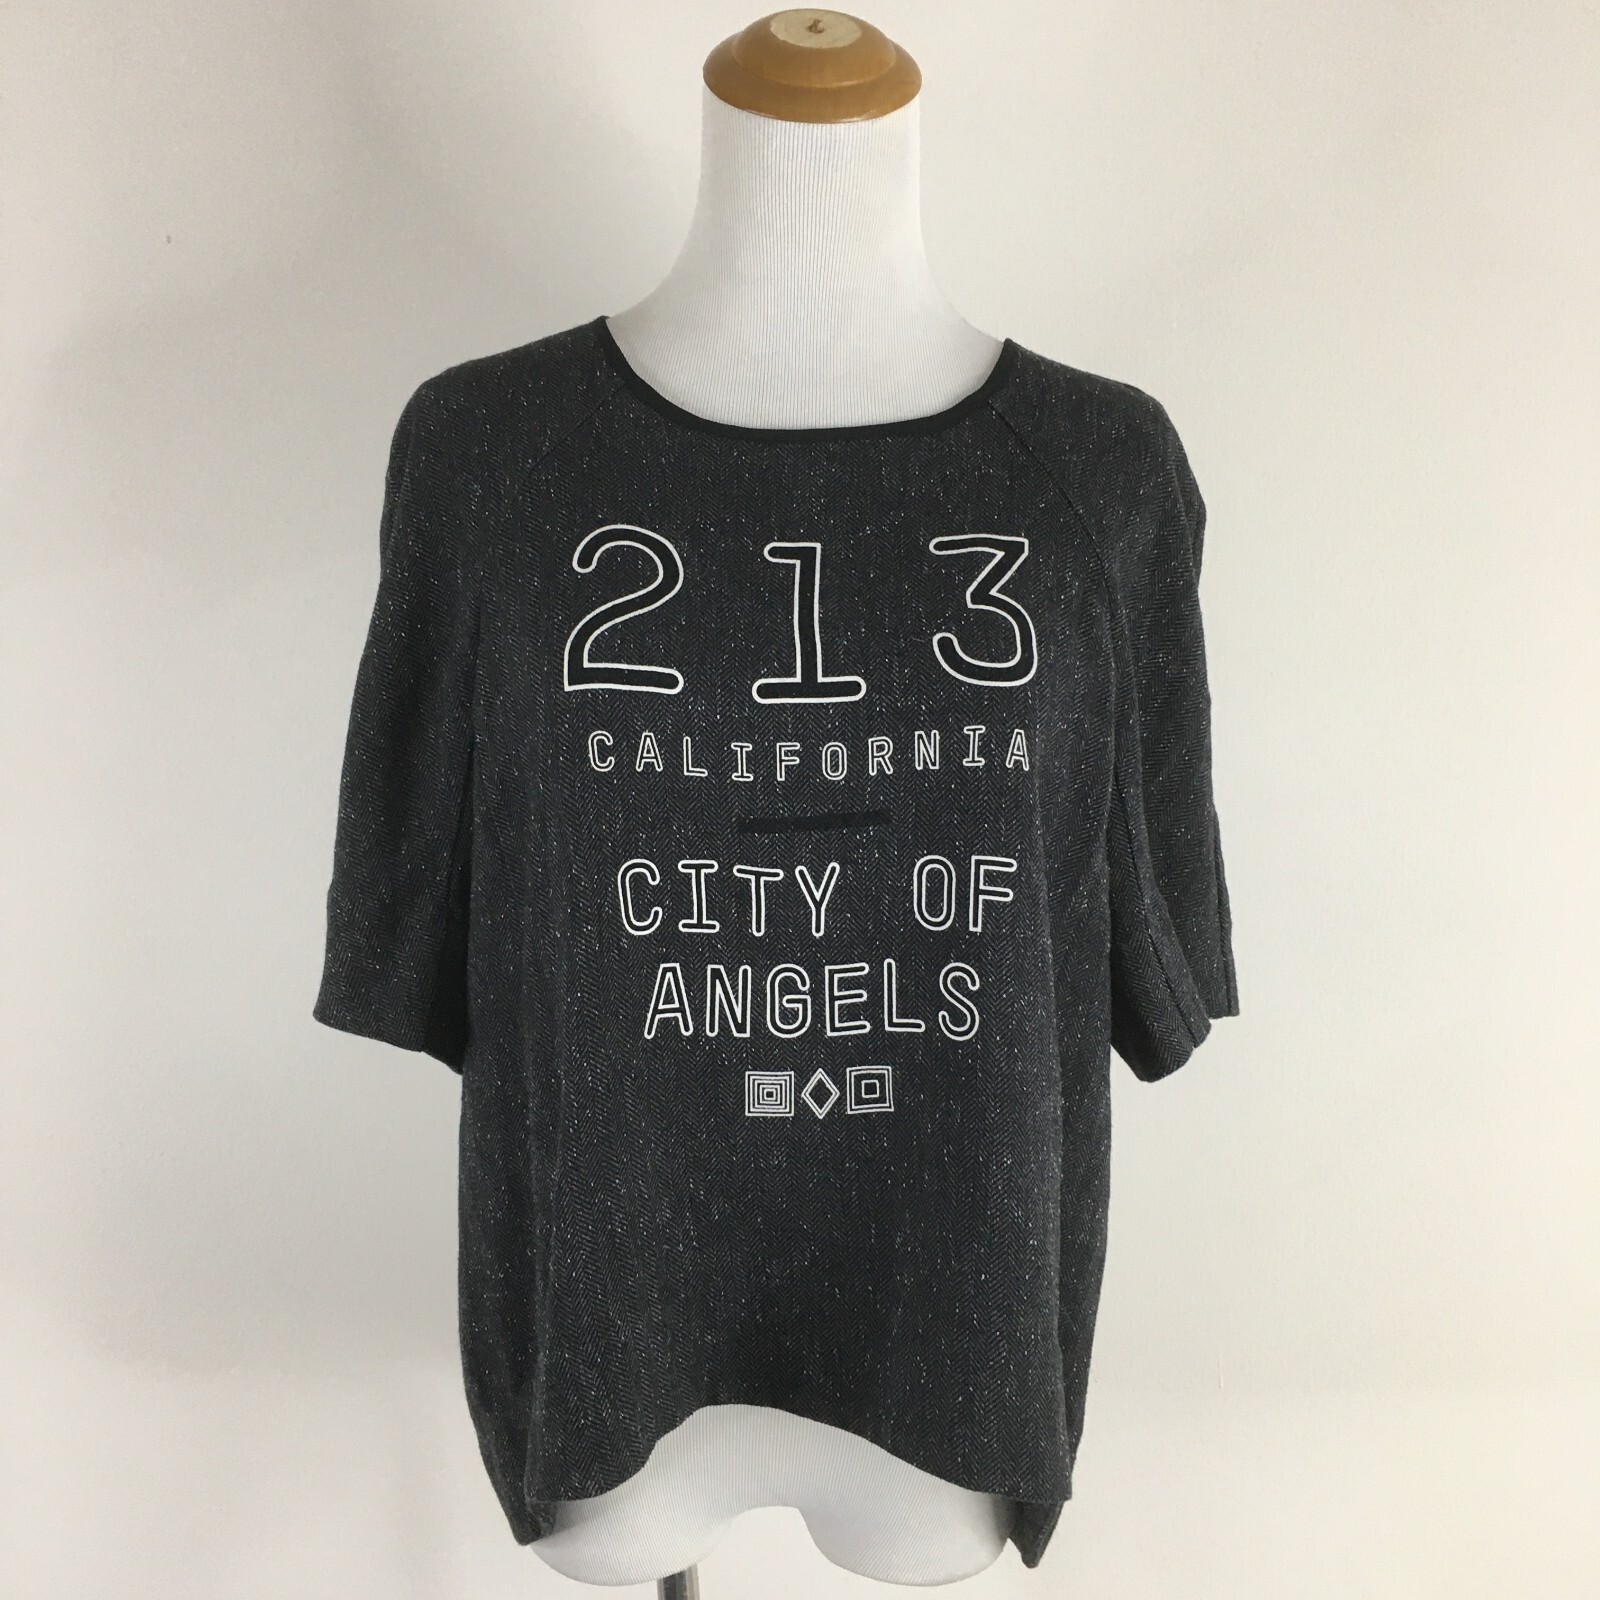 213
CALIFORNIA
CITY OF
ANGELS